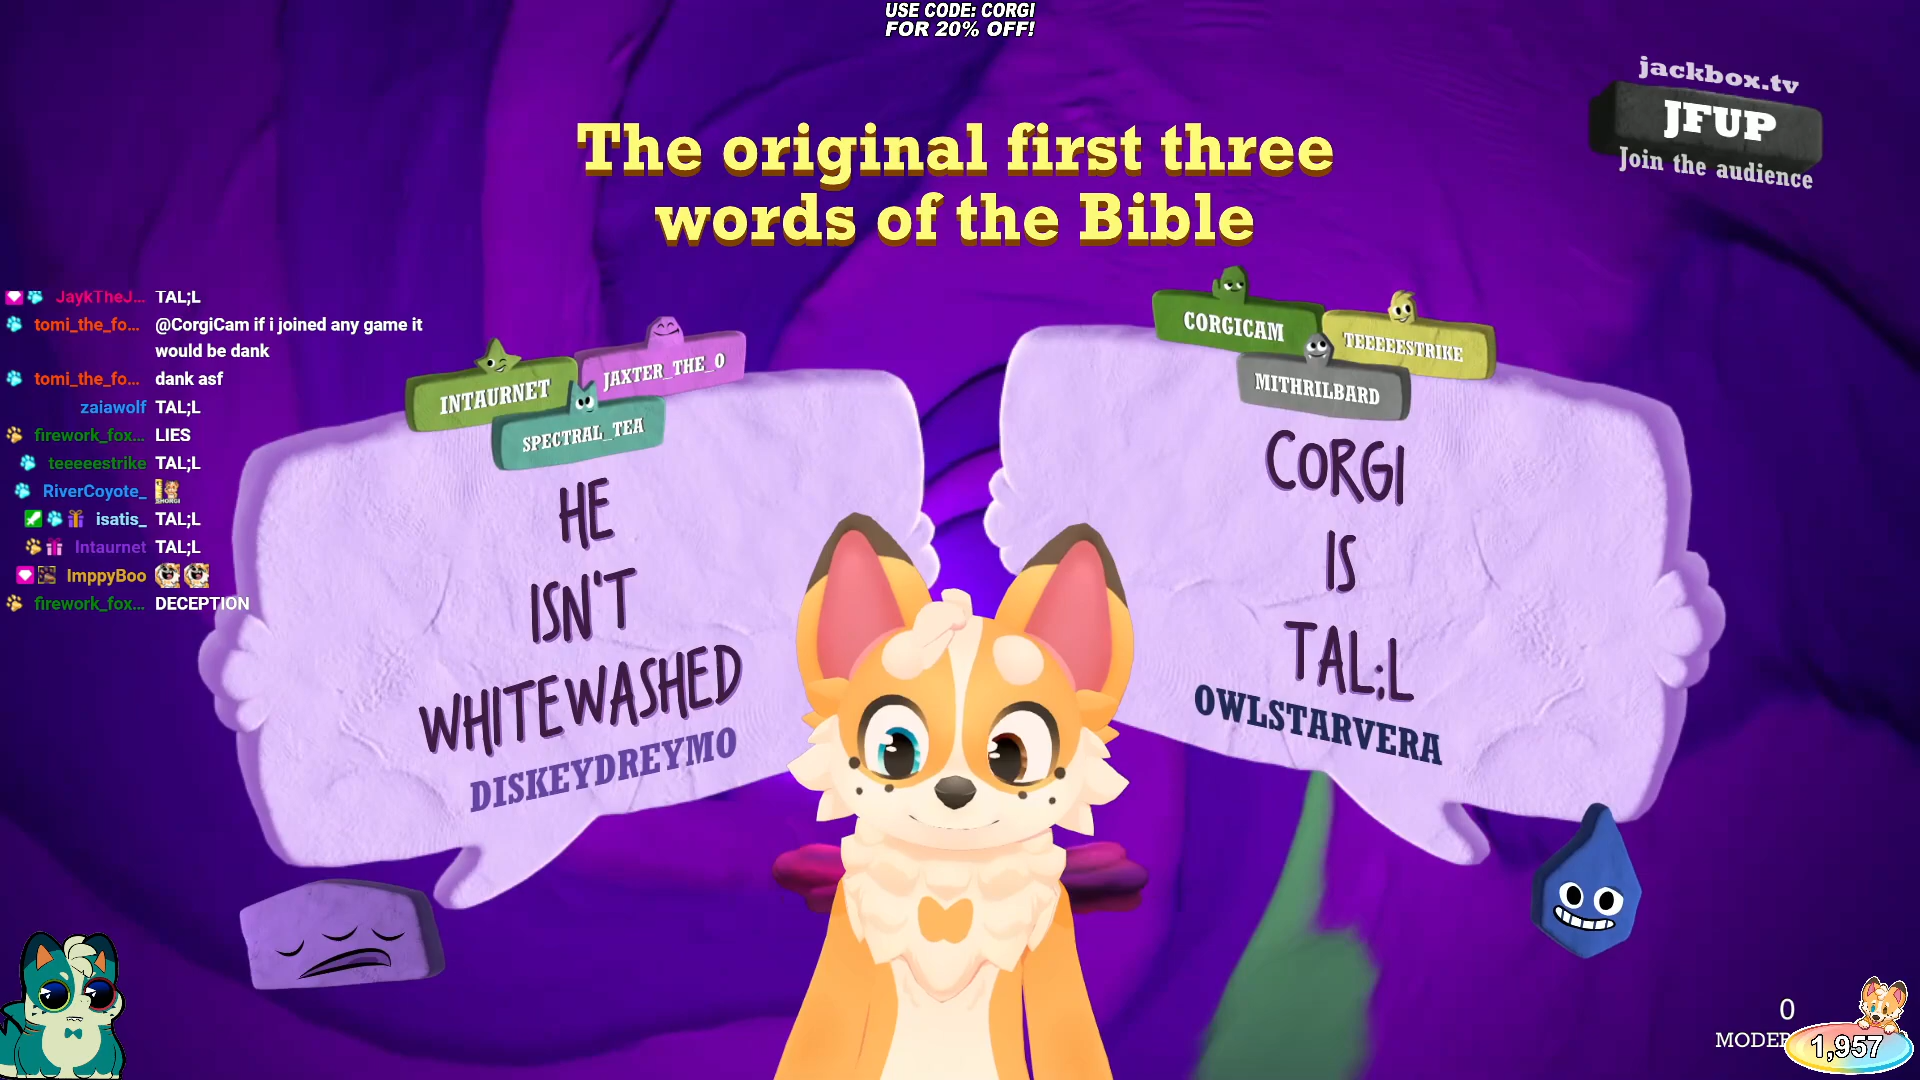 USE CODE: CORGI
FOR 20% OFF!
jackbox.tv
JFUP
Join the audience
The original first three
words of the Bible
JaykTheJ... TAL;L
tomi_the_fo... @CorgiCam if i joined any game it
would be dank
tomi_the_fo... dank asf
zaiawolf TAL;L
firework_fox... LIES
teeeeestrike TAL;L
RiverCoyote_
isatis_ TAL;L
Intaurnet TAL;L
ImppyBoo
firework_fox... DECEPTION
INTAURNET
JAXTER_THE_O
SPECTRAL_TEA
HE
ISN'T
WHITEWASHED
DISKEYDREYMO
CORGICAM
TEEEEESTRIKE
MITHRILBARD
CORGI
IS
TAL;L
OWLSTARVERA
0
1,957